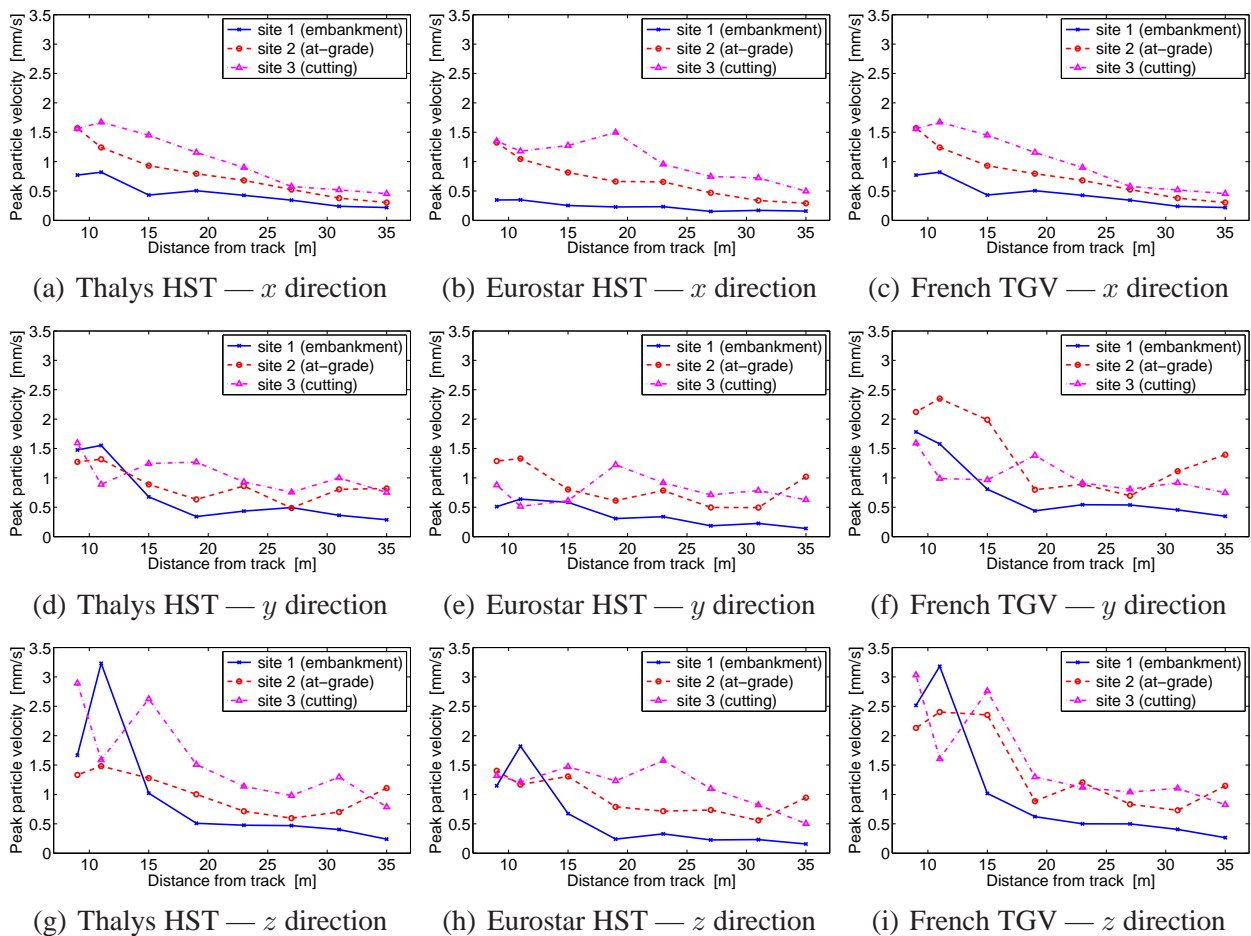 Peak particle velocity [mm/s]
3.5
3
2.5
2
1.5
1
0.5
0
site 1 (embankment)
site 2 (at−grade)
site 3 (cutting)
10 15 20 25 30 35
Distance from track [m]
(a) Thalys HST — x direction
Peak particle velocity [mm/s]
3.5
3
2.5
2
1.5
1
0.5
0
site 1 (embankment)
site 2 (at−grade)
site 3 (cutting)
10 15 20 25 30 35
Distance from track [m]
(b) Eurostar HST — x direction
Peak particle velocity [mm/s]
3.5
3
2.5
2
1.5
1
0.5
0
site 1 (embankment)
site 2 (at−grade)
site 3 (cutting)
10 15 20 25 30 35
Distance from track [m]
(c) French TGV — x direction
Peak particle velocity [mm/s]
3.5
3
2.5
2
1.5
1
0.5
0
site 1 (embankment)
site 2 (at−grade)
site 3 (cutting)
10 15 20 25 30 35
Distance from track [m]
(d) Thalys HST — y direction
Peak particle velocity [mm/s]
3.5
3
2.5
2
1.5
1
0.5
0
site 1 (embankment)
site 2 (at−grade)
site 3 (cutting)
10 15 20 25 30 35
Distance from track [m]
(e) Eurostar HST — y direction
Peak particle velocity [mm/s]
3.5
3
2.5
2
1.5
1
0.5
0
site 1 (embankment)
site 2 (at−grade)
site 3 (cutting)
10 15 20 25 30 35
Distance from track [m]
(f) French TGV — y direction
Peak particle velocity [mm/s]
3.5
3
2.5
2
1.5
1
0.5
0
site 1 (embankment)
site 2 (at−grade)
site 3 (cutting)
10 15 20 25 30 35
Distance from track [m]
(g) Thalys HST — z direction
Peak particle velocity [mm/s]
3.5
3
2.5
2
1.5
1
0.5
0
site 1 (embankment)
site 2 (at−grade)
site 3 (cutting)
10 15 20 25 30 35
Distance from track [m]
(h) Eurostar HST — z direction
Peak particle velocity [mm/s]
3.5
3
2.5
2
1.5
1
0.5
0
site 1 (embankment)
site 2 (at−grade)
site 3 (cutting)
10 15 20 25 30 35
Distance from track [m]
(i) French TGV — z direction